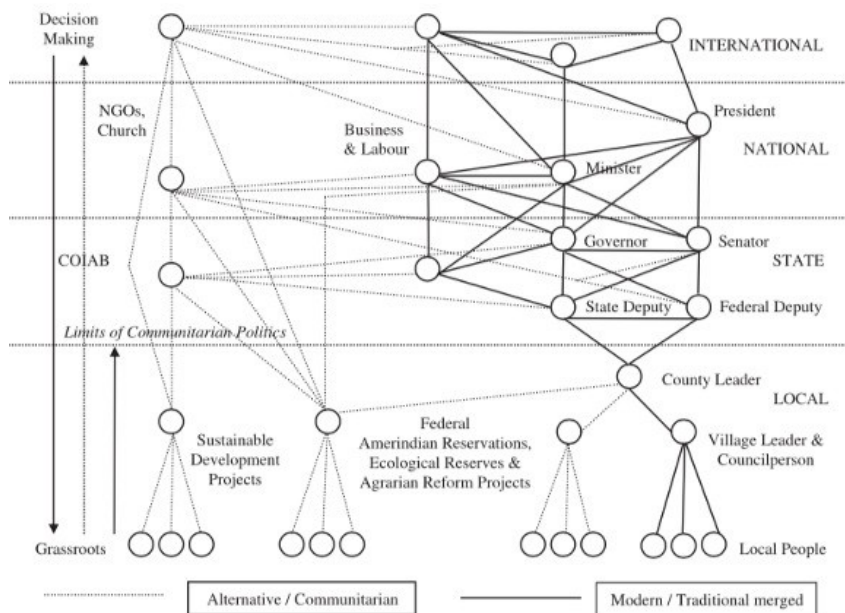 Decision
Making
INTERNATIONAL
NGOs,
Church
Business
& Labour
President
NATIONAL
Minister
COIAB
Governor
Senator
STATE
State Deputy
Federal Deputy
Limits of Communitarian Politics
County Leader
LOCAL
Sustainable
Development
Projects
Federal
Amerindian Reservations,
Ecological Reserves &
Agrarian Reform Projects
Village Leader &
Councilperson
Grassroots
Local People
Alternative / Communitarian
Modern / Traditional merged